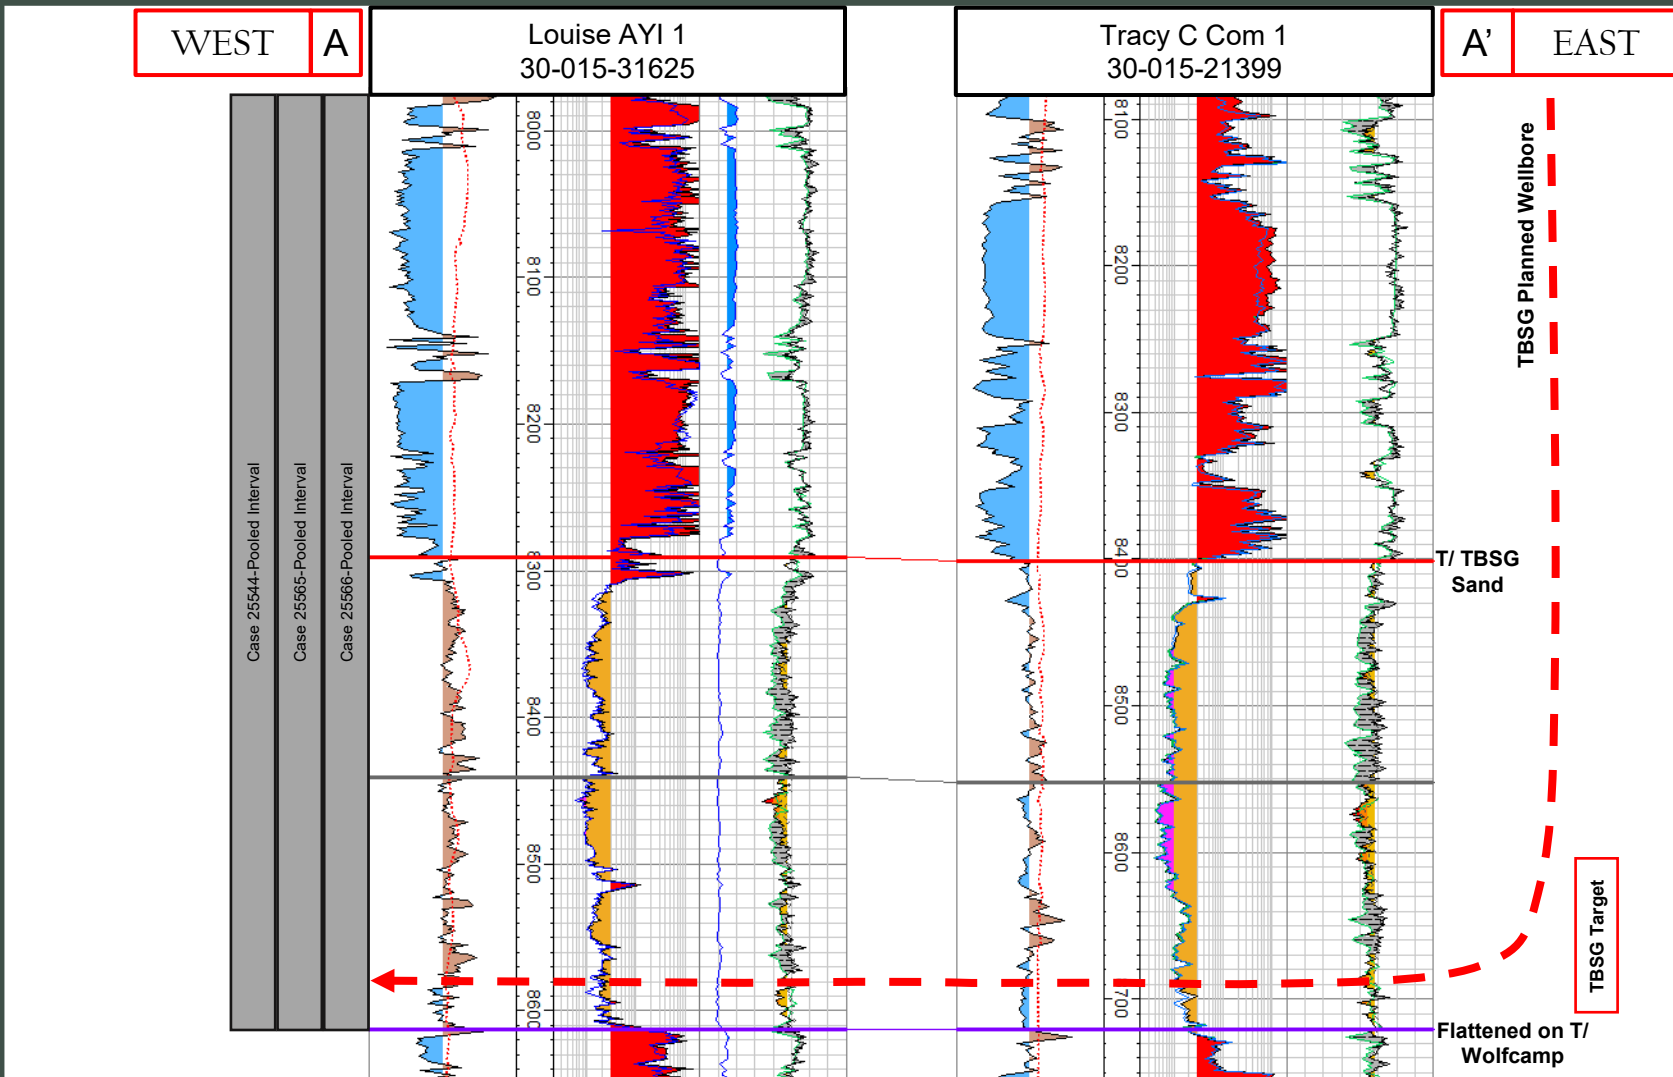 WEST
A
Louise AYI 1
30-015-31625
Tracy C Com 1
30-015-21399
A'
EAST
Case 25544-Pooled Interval
Case 25565-Pooled Interval
Case 25566-Pooled Interval
8000
8100
8200
8300
8400
8500
8600
8100
8200
8300
8400
8500
8600
8700
TBSG Planned Wellbore
T/ TBSG
Sand
TBSG Target
Flattened on T/
Wolfcamp